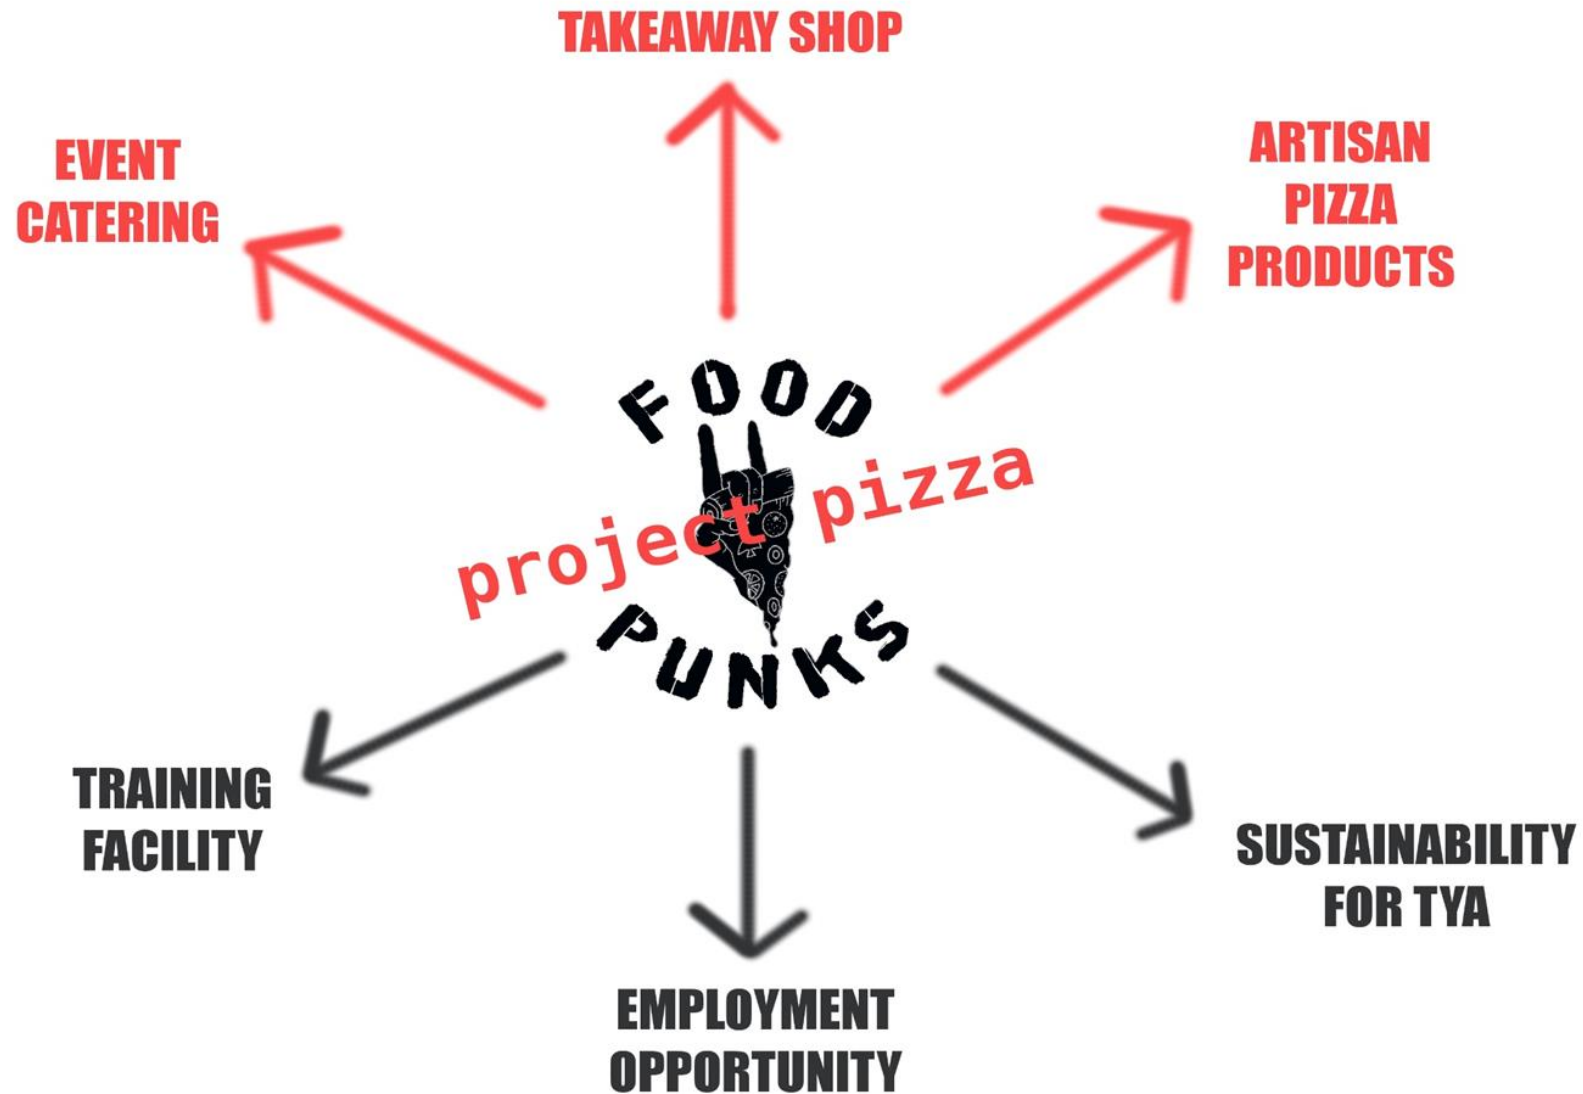 TAKEAWAY SHOP
EVENT
CATERING
ARTISAN
PIZZA
PRODUCTS
FOOD
project pizza
PUNKS
TRAINING
FACILITY
SUSTAINABILITY
FOR TYA
EMPLOYMENT
OPPORTUNITY